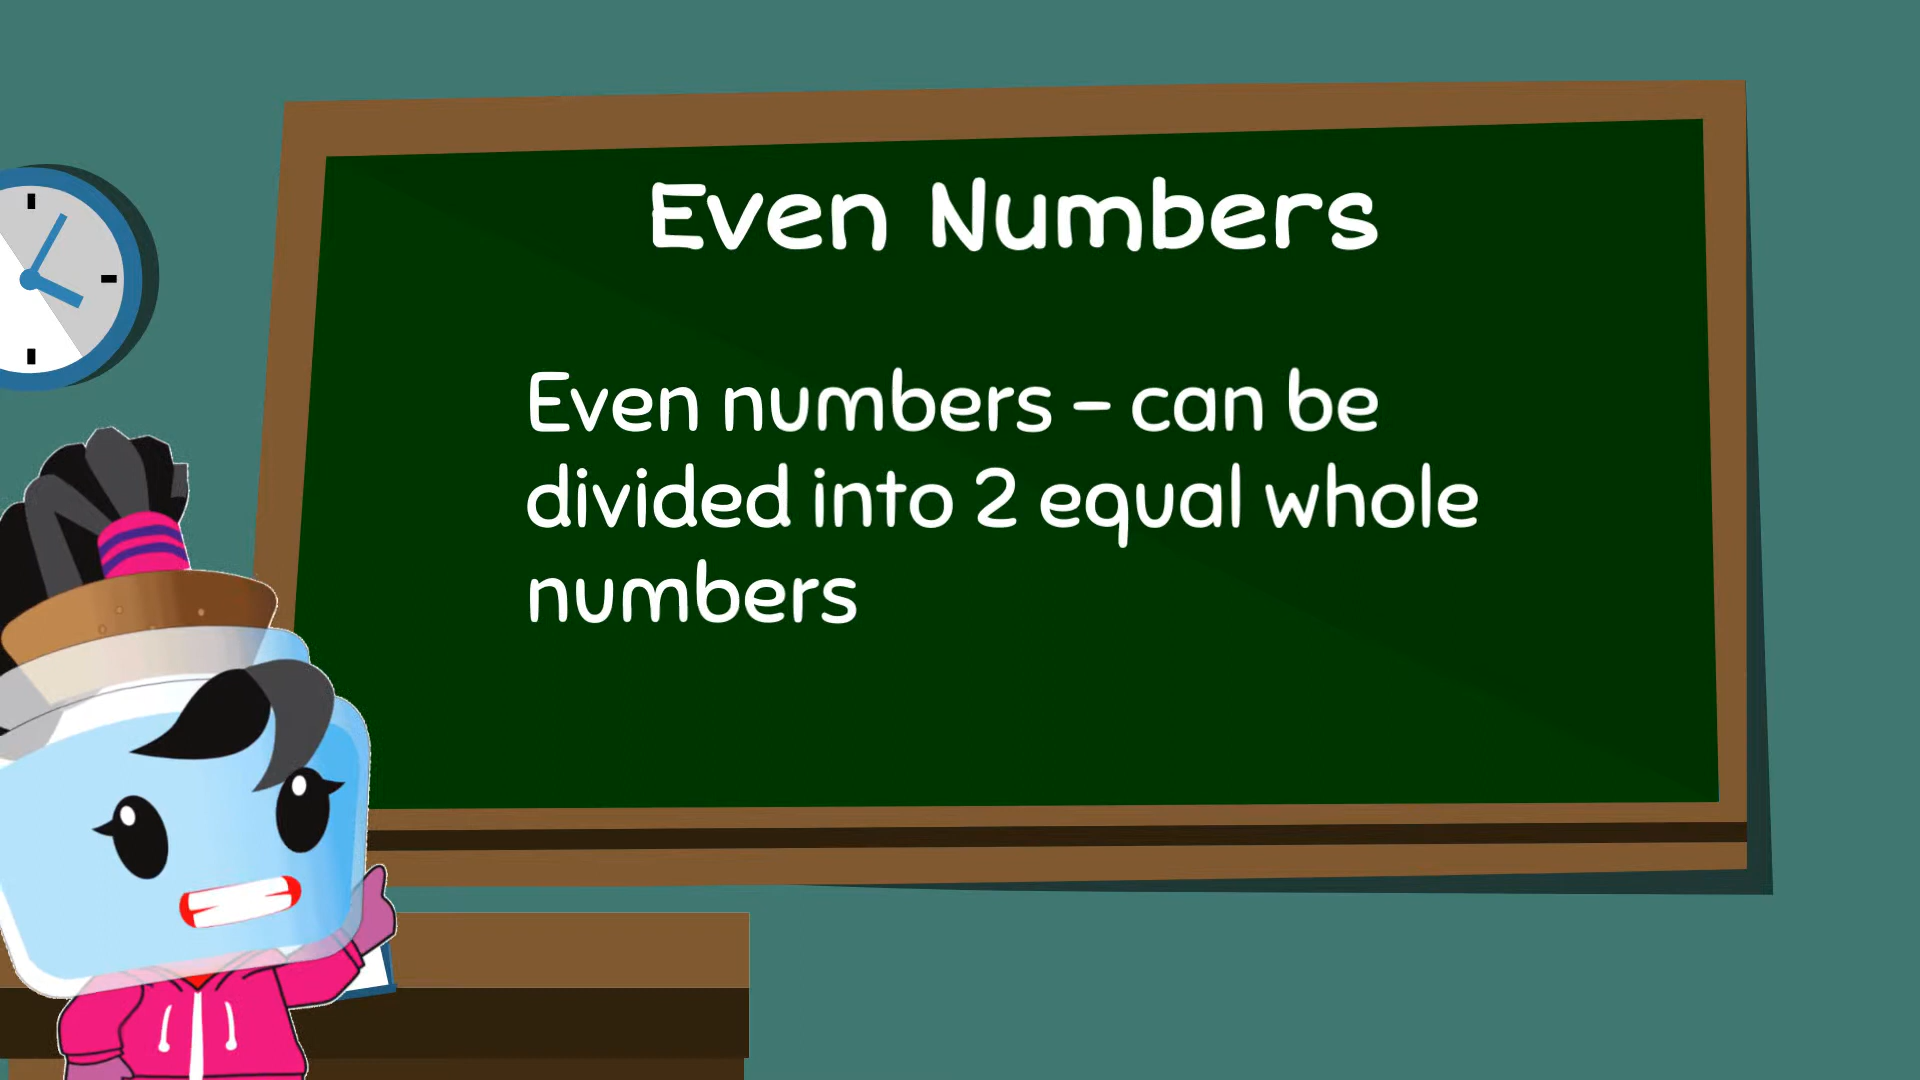 Even Numbers
Even numbers - can be
divided into 2 equal whole
numbers